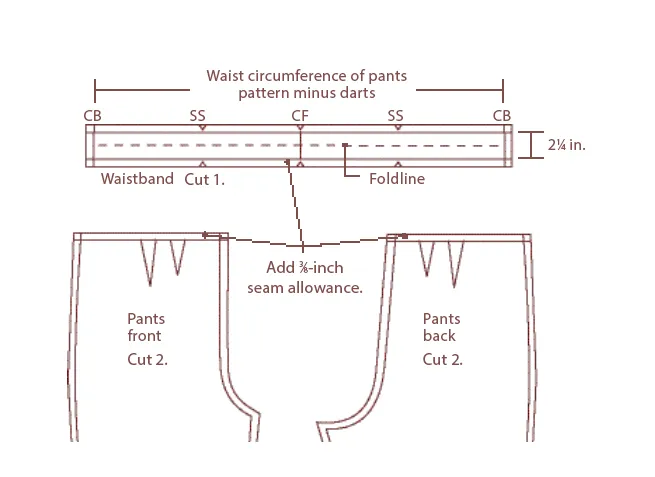 Waist circumference of pants
pattern minus darts
CB SS CF SS CB
2¼ in.
Waistband Cut 1. Foldline
Add ⅜-inch
seam allowance.
Pants
front
Cut 2.
Pants
back
Cut 2.